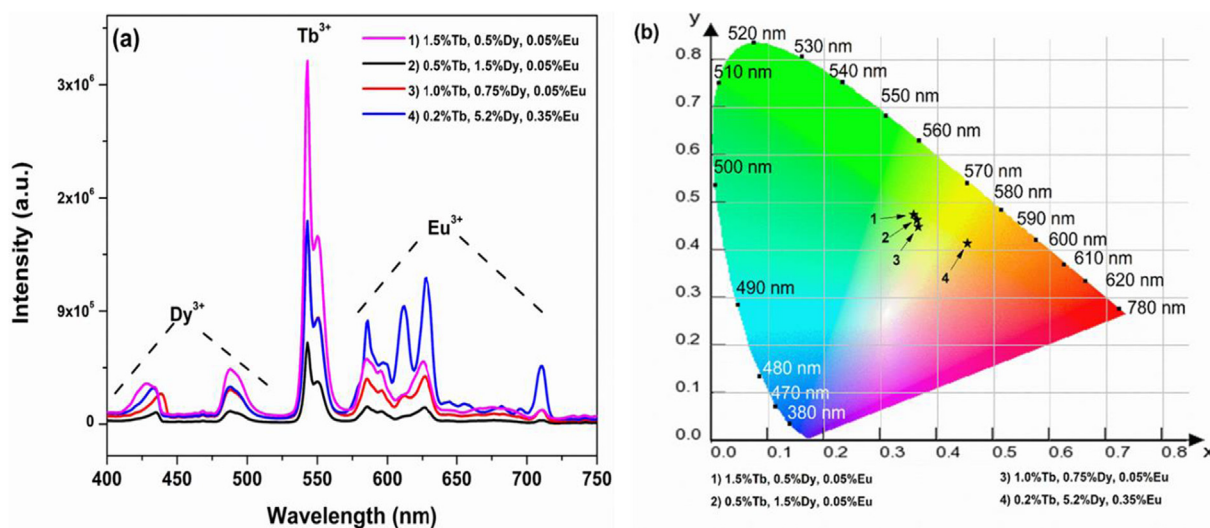 (a)
Tb3+
1) 1.5%Tb, 0.5%Dy, 0.05%Eu
2) 0.5%Tb, 1.5%Dy, 0.05%Eu
3) 1.0%Tb, 0.75%Dy, 0.05%Eu
4) 0.2%Tb, 5.2%Dy, 0.35%Eu
Dy3+
Eu3+
3x10^6
2x10^6
9x10^5
0
Intensity (a.u.)
400 450 500 550 600 650 700 750
Wavelength (nm)
(b)
y
0.8
0.7
0.6
0.5
0.4
0.3
0.2
0.1
0.0
520 nm
530 nm
510 nm
540 nm
550 nm
560 nm
500 nm
570 nm
580 nm
590 nm
600 nm
610 nm
620 nm
490 nm
780 nm
480 nm
470 nm
380 nm
1
2
3
4
0.0 0.1 0.2 0.3 0.4 0.5 0.6 0.7 0.8
x
1) 1.5%Tb, 0.5%Dy, 0.05%Eu
2) 0.5%Tb, 1.5%Dy, 0.05%Eu
3) 1.0%Tb, 0.75%Dy, 0.05%Eu
4) 0.2%Tb, 5.2%Dy, 0.35%Eu